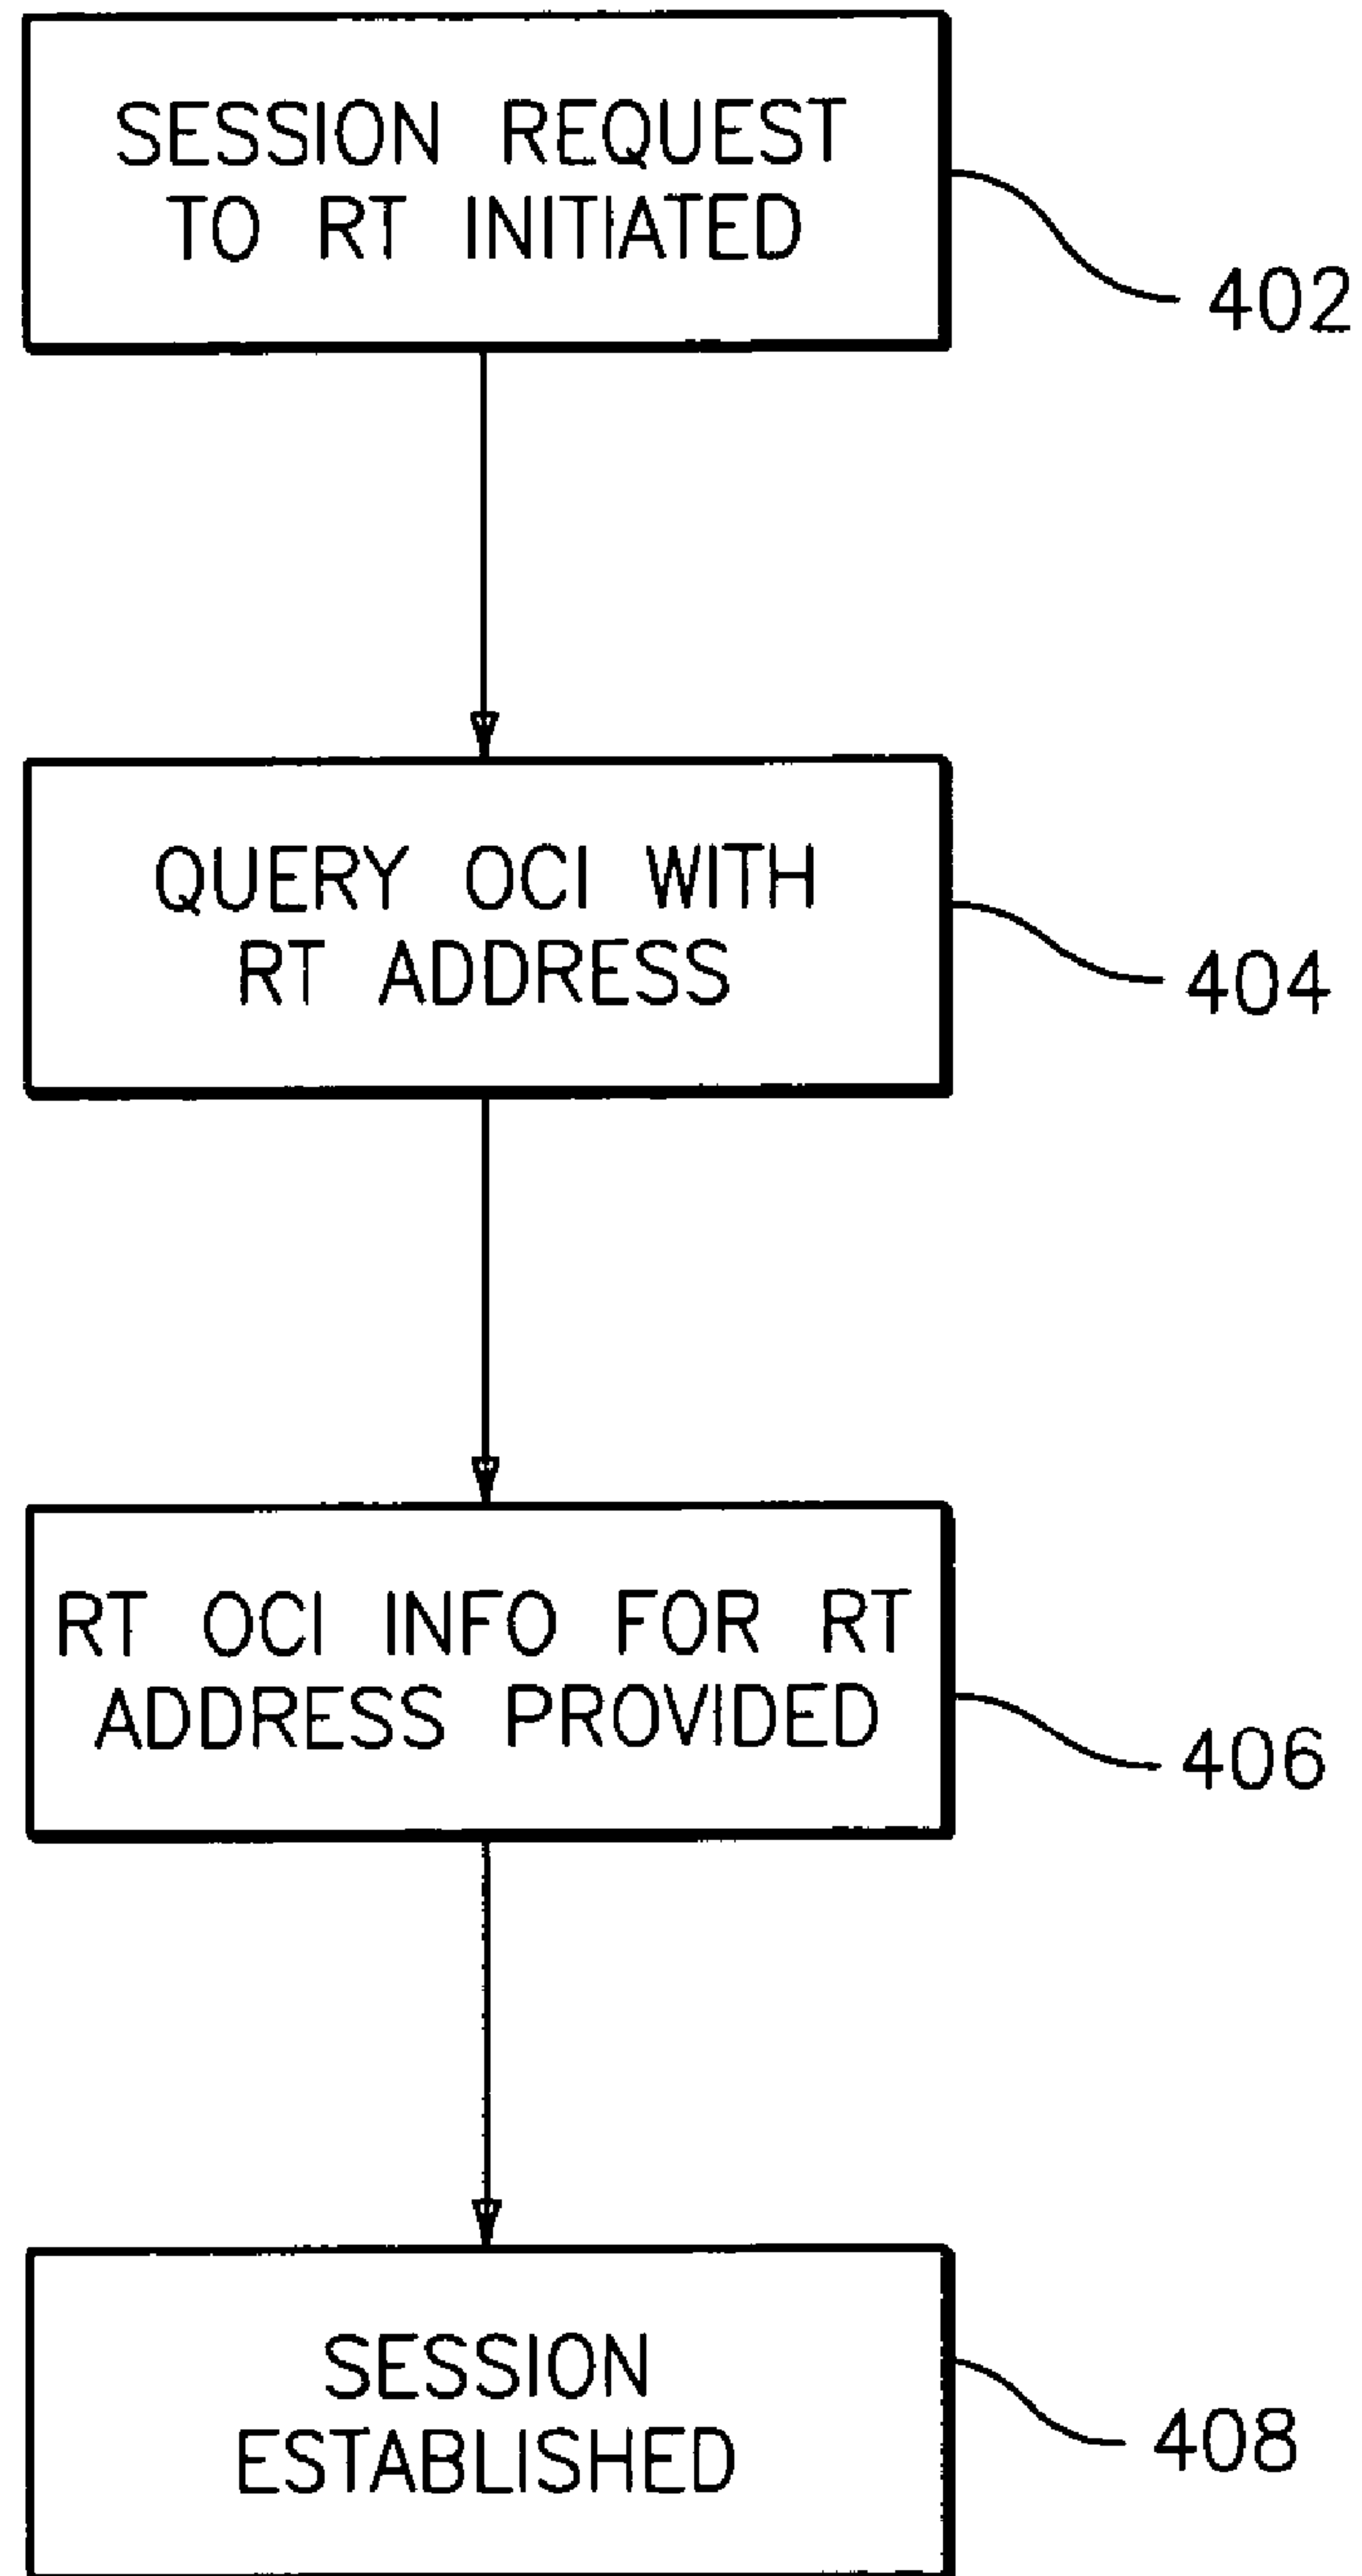 SESSION REQUEST
TO RT INITIATED
402
QUERY OCI WITH
RT ADDRESS
404
RT OCI INFO FOR RT
ADDRESS PROVIDED
406
SESSION
ESTABLISHED
408